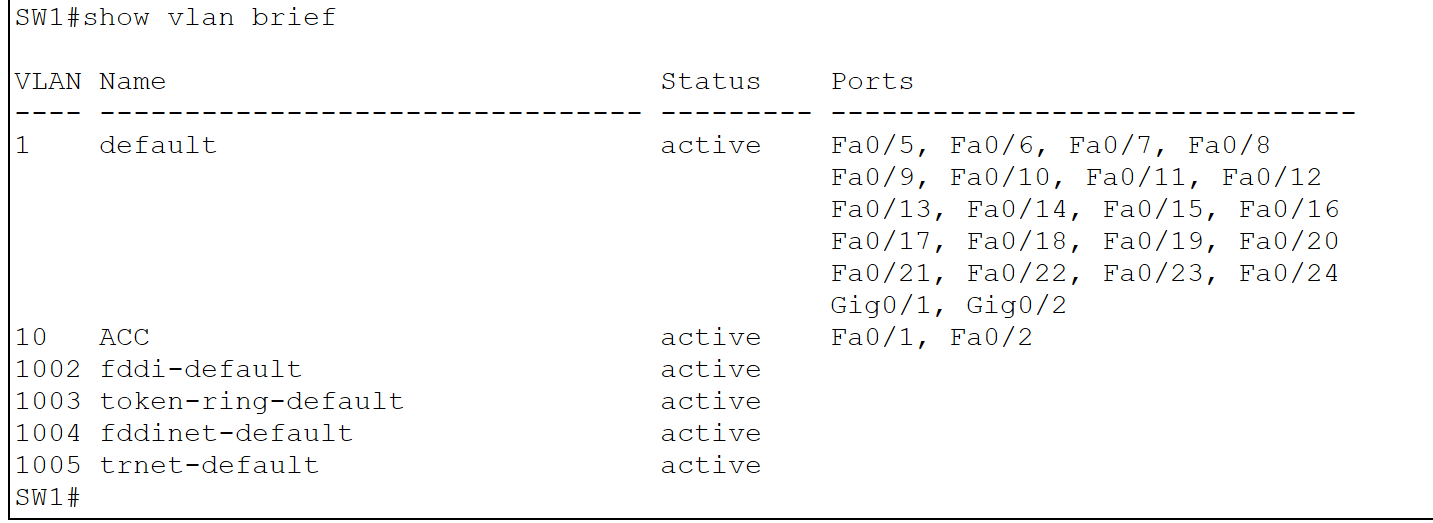 SW1#show vlan brief
VLAN Name                             Status    Ports
---- -------------------------------- --------- -------------------------------
1    default                          active    Fa0/5, Fa0/6, Fa0/7, Fa0/8
                                                Fa0/9, Fa0/10, Fa0/11, Fa0/12
                                                Fa0/13, Fa0/14, Fa0/15, Fa0/16
                                                Fa0/17, Fa0/18, Fa0/19, Fa0/20
                                                Fa0/21, Fa0/22, Fa0/23, Fa0/24
                                                Gig0/1, Gig0/2
10   ACC                              active    Fa0/1, Fa0/2
1002 fddi-default                     active
1003 token-ring-default               active
1004 fddinet-default                  active
1005 trnet-default                    active
SW1#